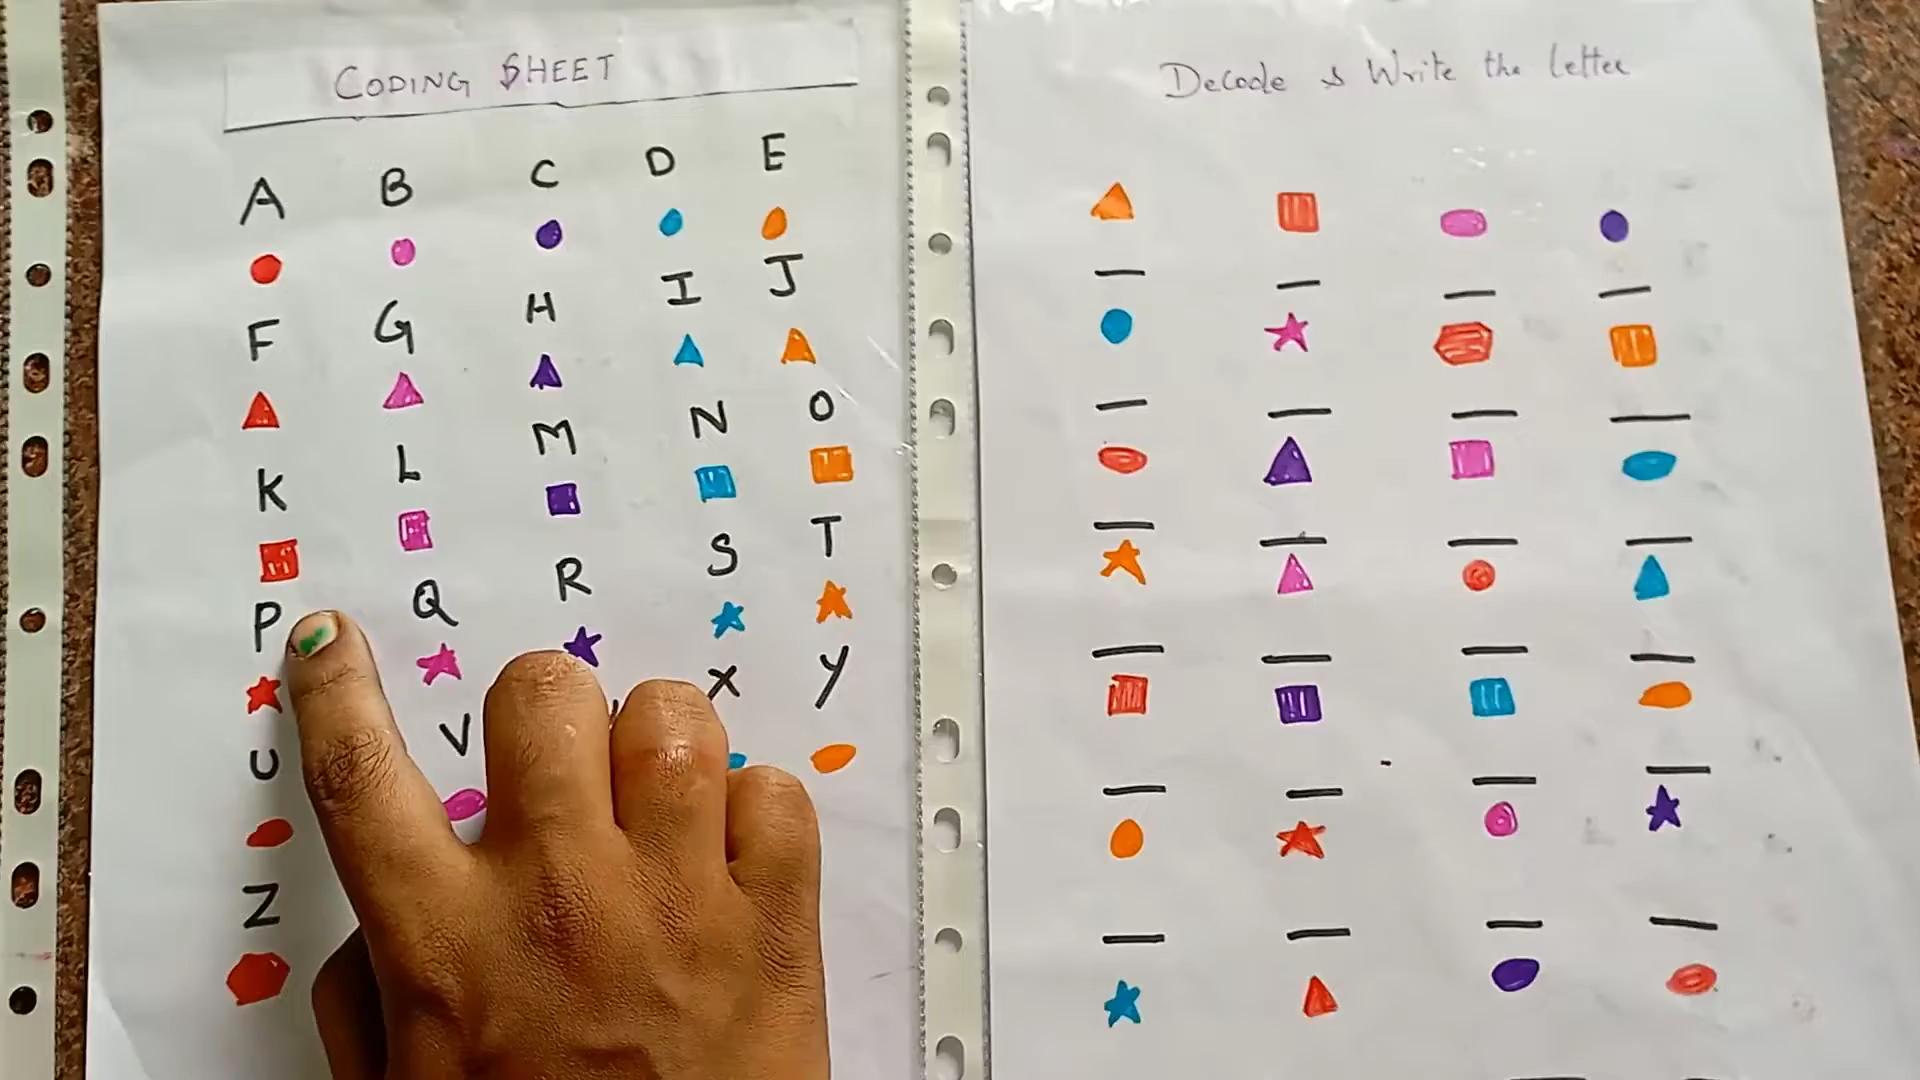 CODING SHEET
A B C D E
F G H I J
K L M N O
P Q R S T
U V X Y
Z
Decode & Write the letter